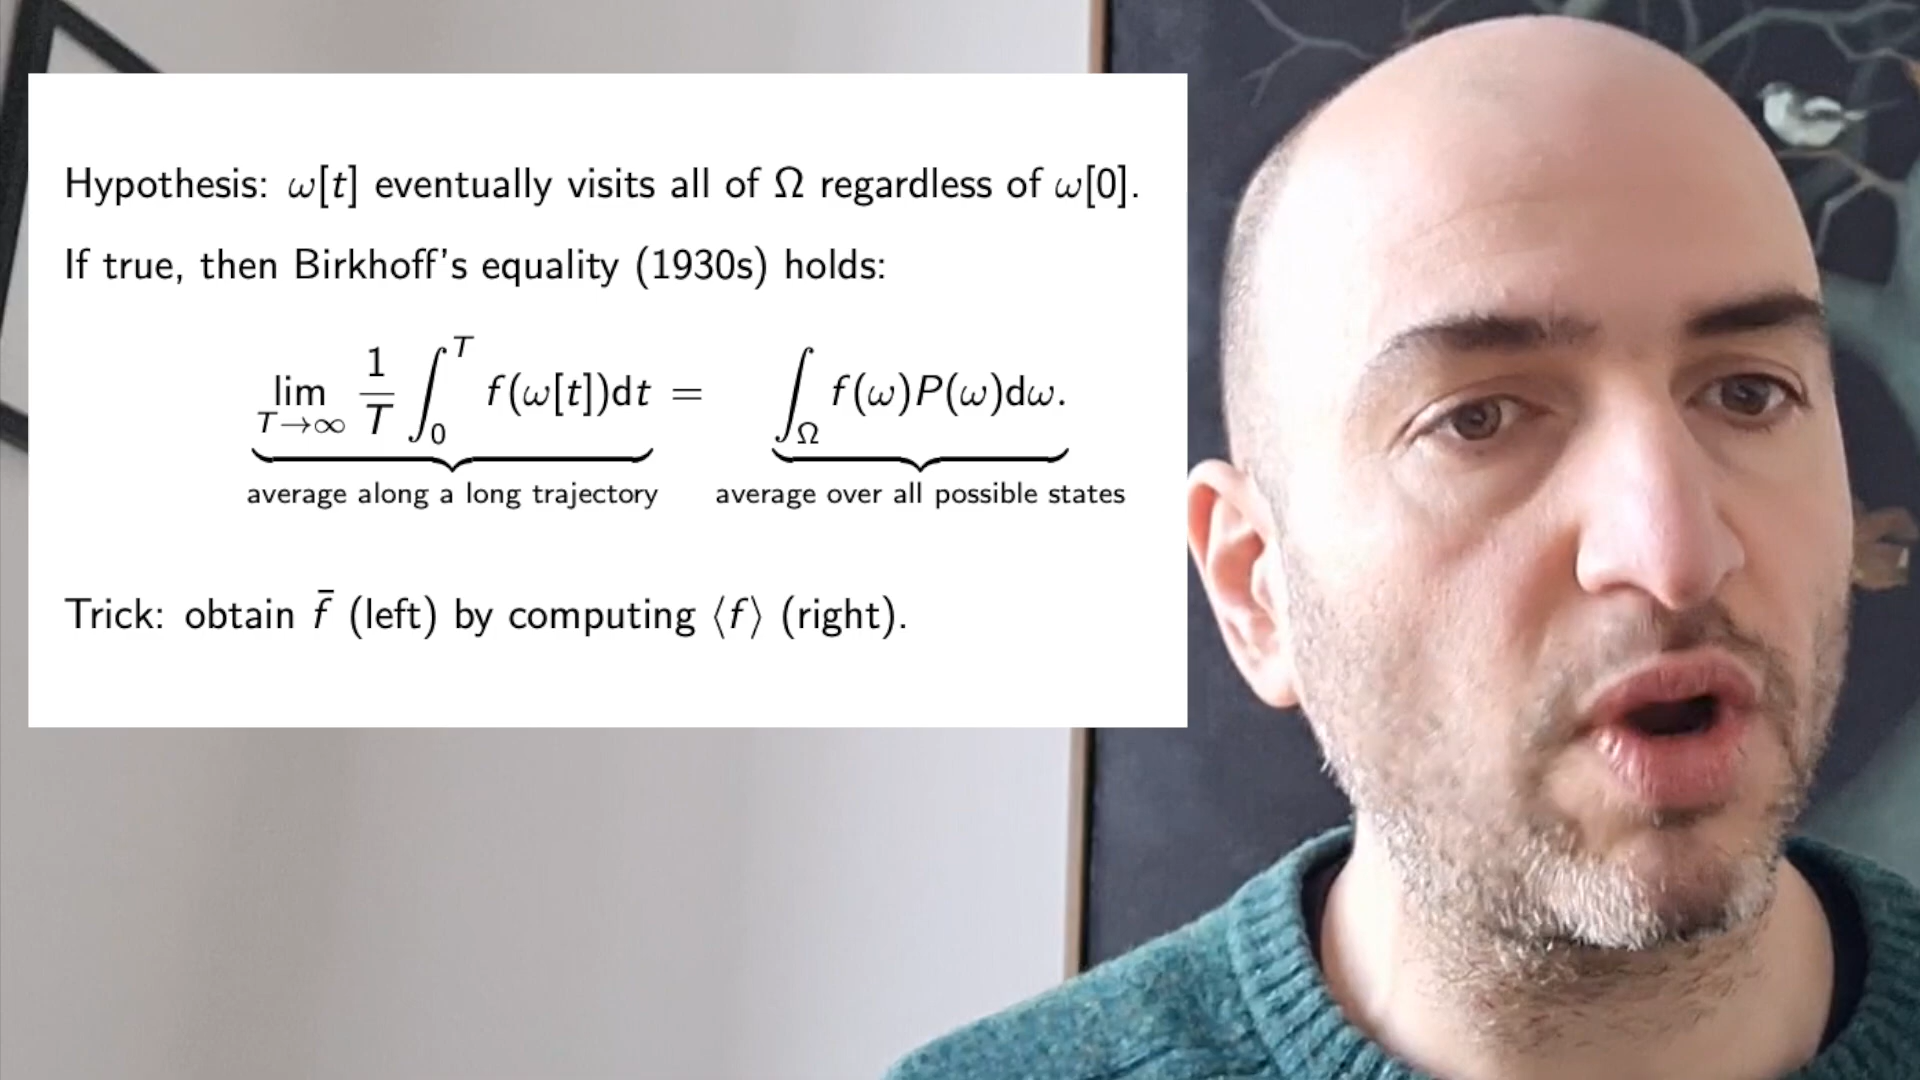 Hypothesis: ω[t] eventually visits all of Ω regardless of ω[0].
If true, then Birkhoff's equality (1930s) holds:
lim_{T→∞} 1/T ∫_0^T f(ω[t])dt = ∫_Ω f(ω)P(ω)dω.
average along a long trajectory average over all possible states
Trick: obtain f̄ (left) by computing ⟨f⟩ (right).